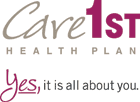 Care1ST
HEALTH PLAN
Yes, it is all about you.